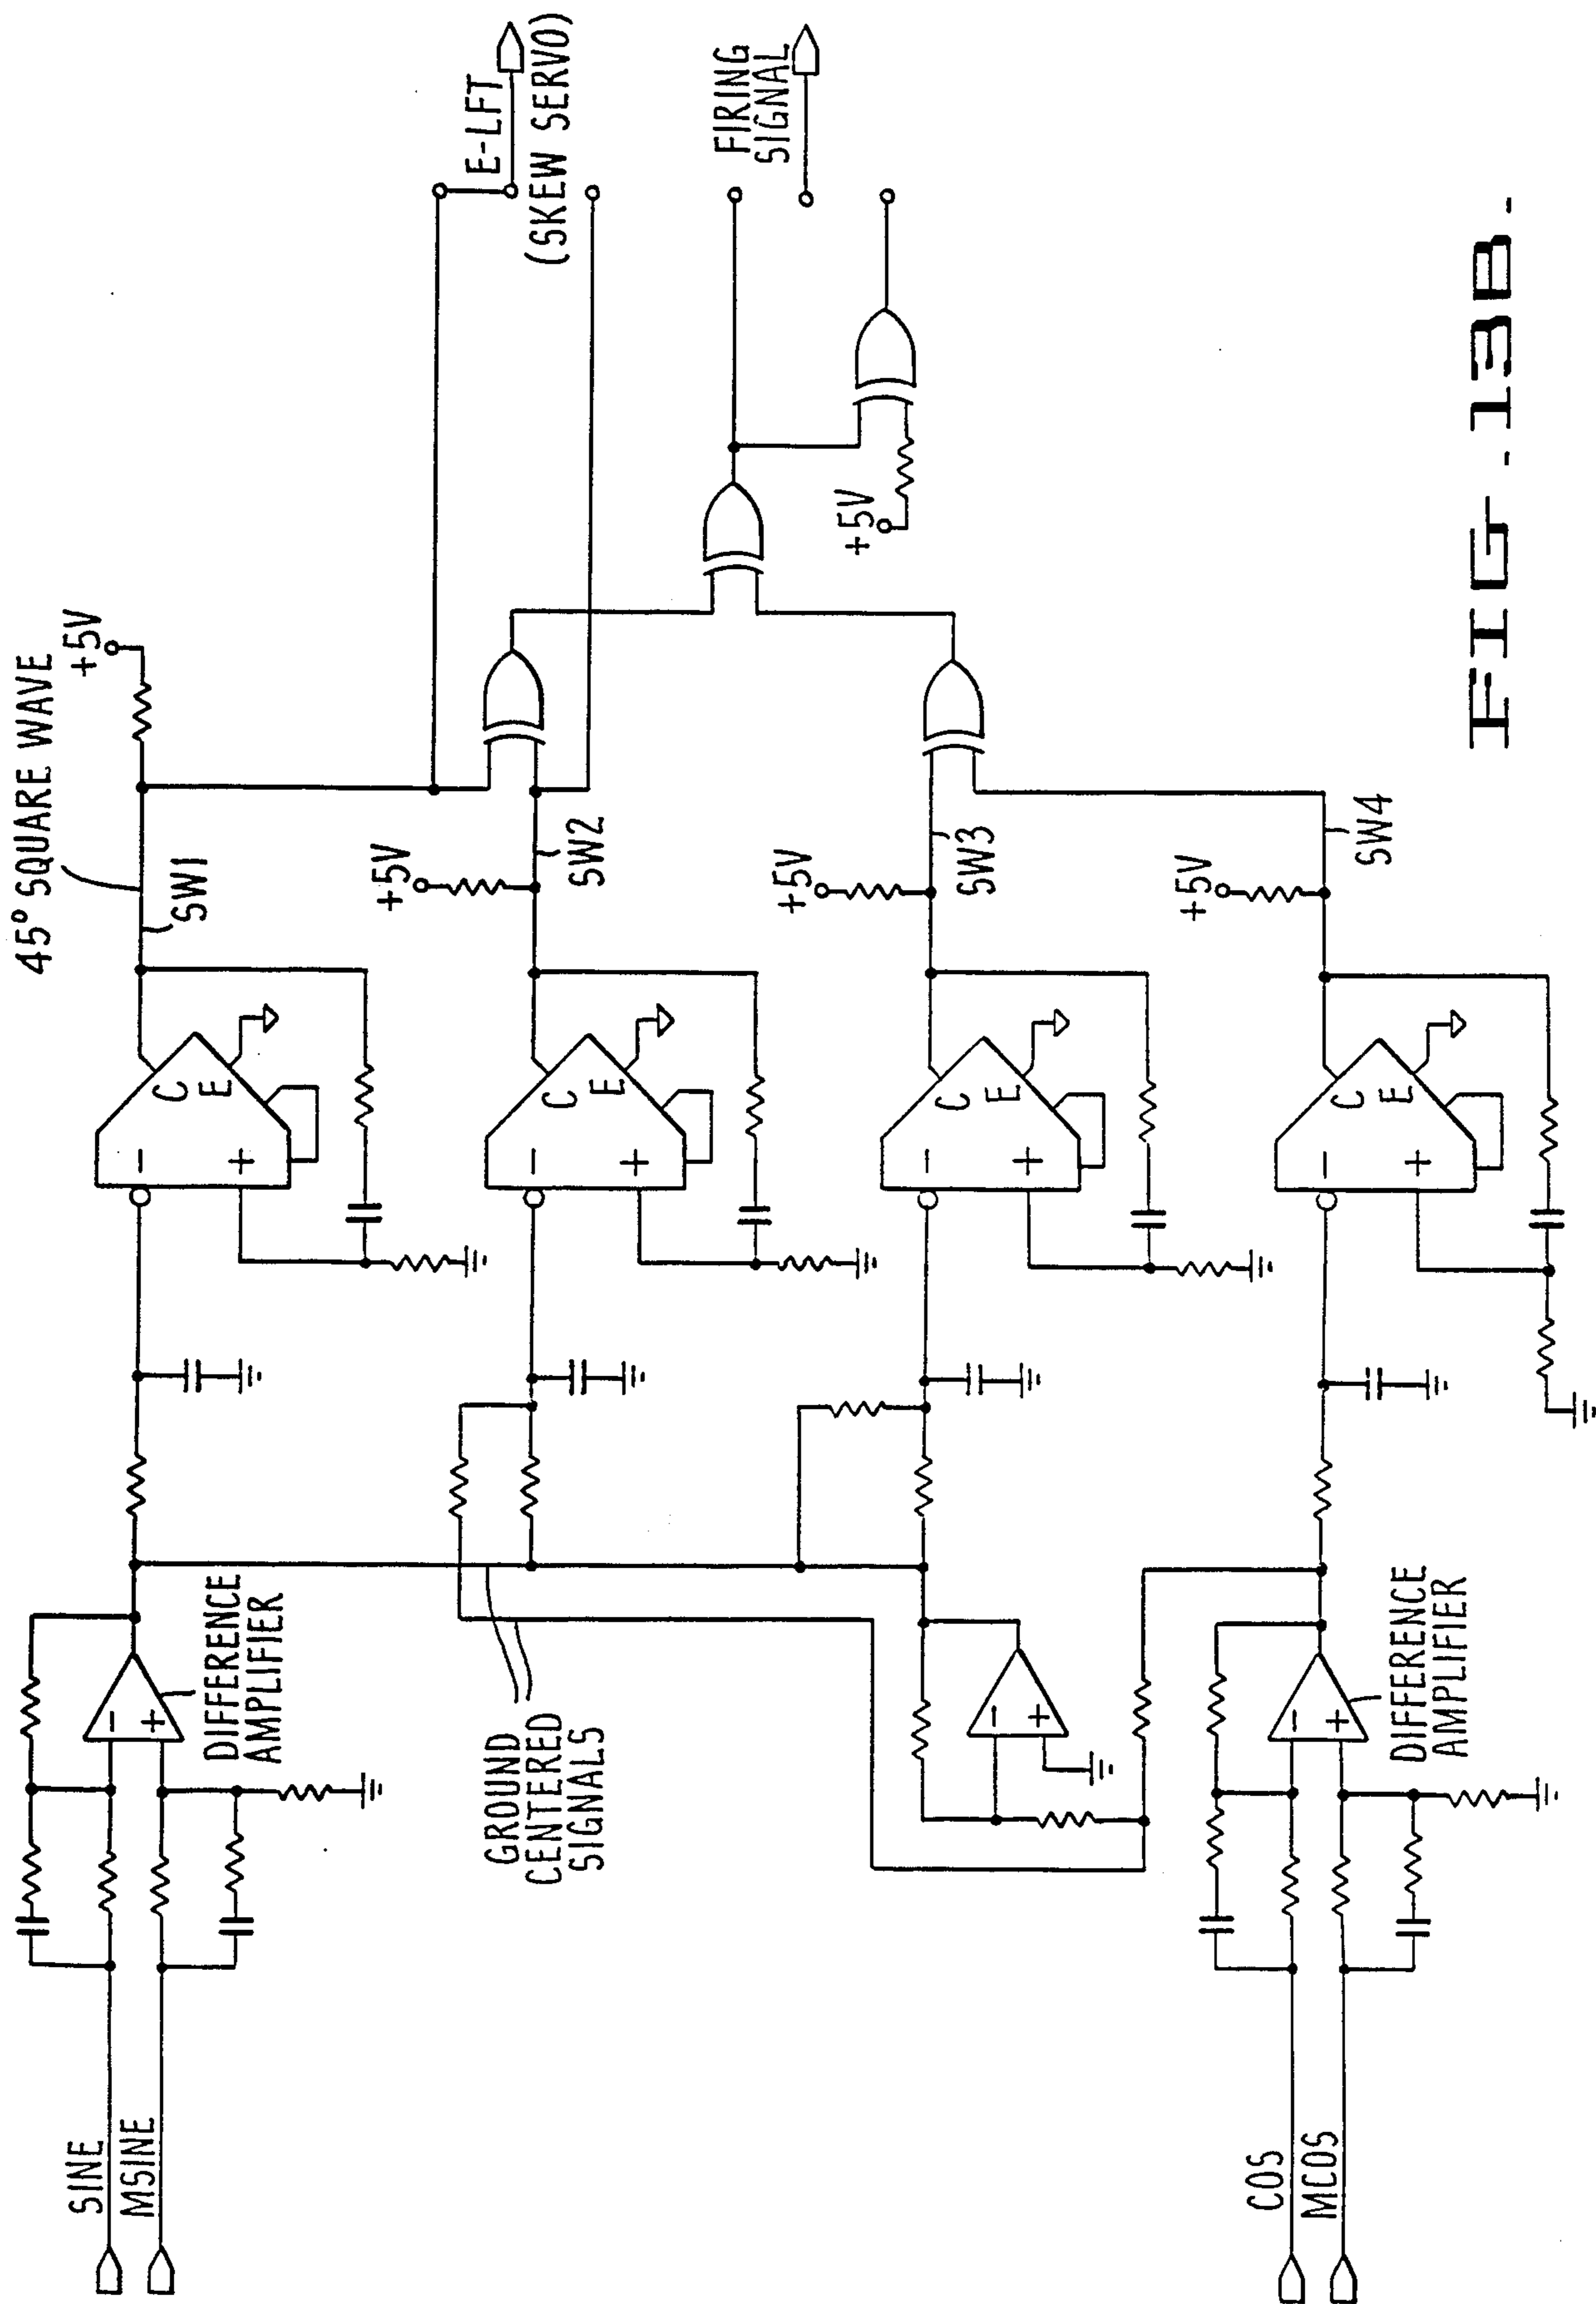 SINE
MSINE
DIFFERENCE
AMPLIFIER
-
+
-
+
C
E
45° SQUARE WAVE
SW1
+5V
E-LFT
(SKEW SERVO)
GROUND
CENTERED
SIGNALS
-
+
C
E
+5V
SW2
FIRING
SIGNAL
+5V
-
+
-
+
C
E
+5V
SW3
COS
MCOS
-
+
DIFFERENCE
AMPLIFIER
-
+
C
E
+5V
SW4
FIG. 13B.